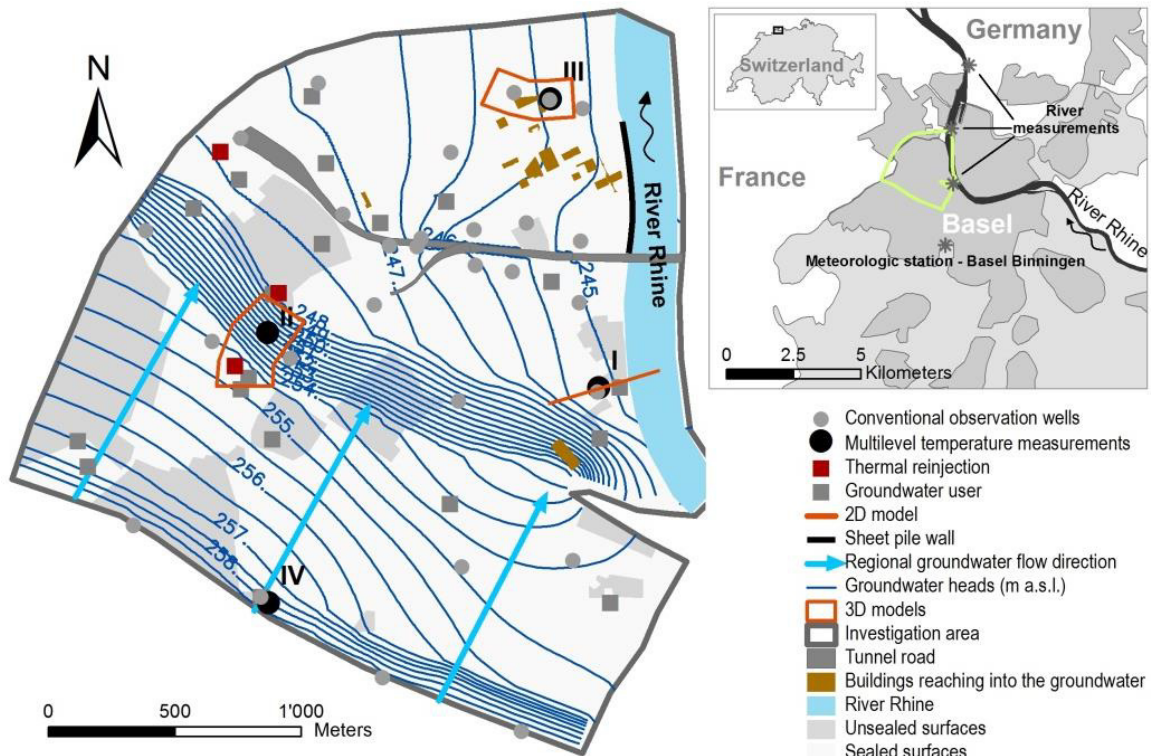 N
III
River Rhine
246
247.
245
248.
II
254.
I
255.
256.
257.
258.
IV
0 500 1'000
Meters
Germany
Switzerland
River
measurements
France
River Rhine
Basel
Meteorologic station - Basel Binningen
0 2.5 5
Kilometers
Conventional observation wells
Multilevel temperature measurements
Thermal reinjection
Groundwater user
2D model
Sheet pile wall
Regional groundwater flow direction
Groundwater heads (m a.s.l.)
3D models
Investigation area
Tunnel road
Buildings reaching into the groundwater
River Rhine
Unsealed surfaces
Sealed surfaces